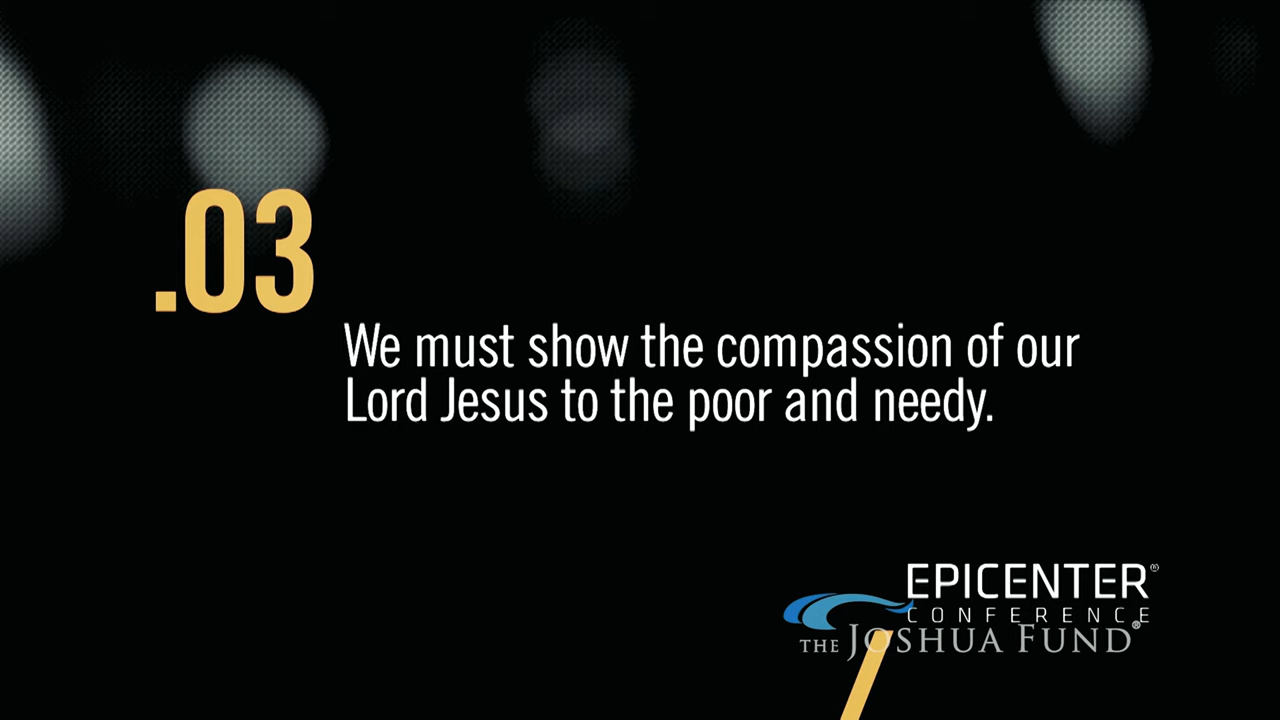 .03
We must show the compassion of our
Lord Jesus to the poor and needy.
EPICENTER®
CONFERENCE
THE JOSHUA FUND®